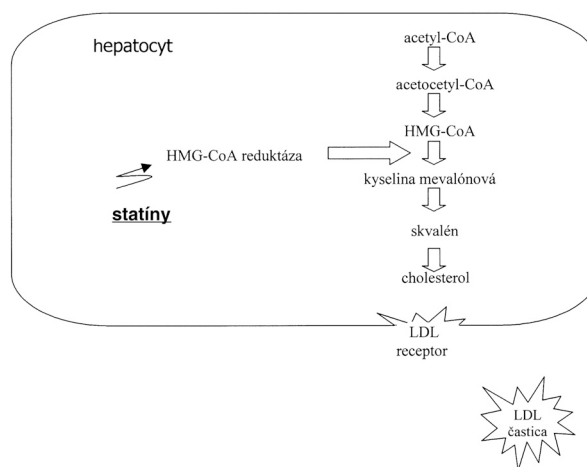 hepatocyt
acetyl-CoA
acetocetyl-CoA
HMG-CoA
HMG-CoA reduktáza
kyselina mevalónová
statíny
skvalén
cholesterol
LDL
receptor
LDL
častica